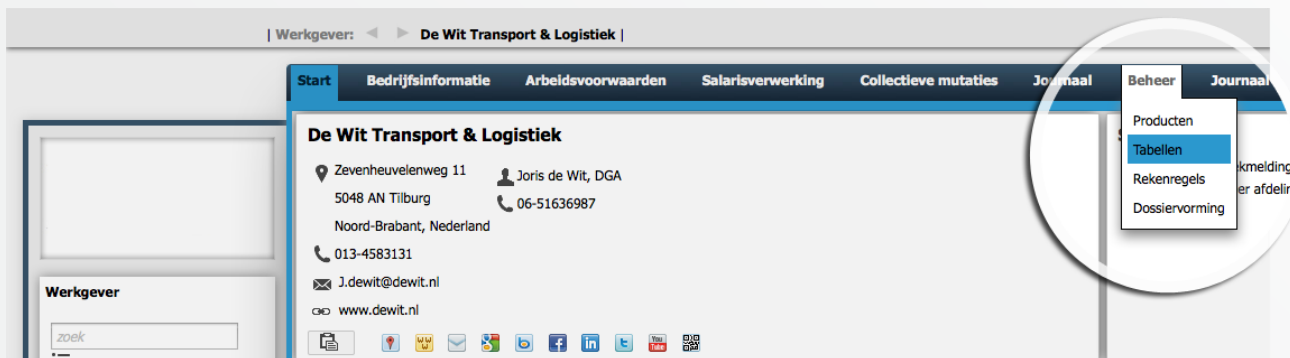 | Werkgever: De Wit Transport & Logistiek |
Start Bedrijfsinformatie Arbeidsvoorwaarden Salarisverwerking Collectieve mutaties Journaal Beheer Journaal
Producten
Tabellen
Rekenregels
Dossiervorming
De Wit Transport & Logistiek
Zevenheuvelenweg 11
5048 AN Tilburg
Noord-Brabant, Nederland
013-4583131
J.dewit@dewit.nl
www.dewit.nl
Joris de Wit, DGA
06-51636987
Werkgever
zoek